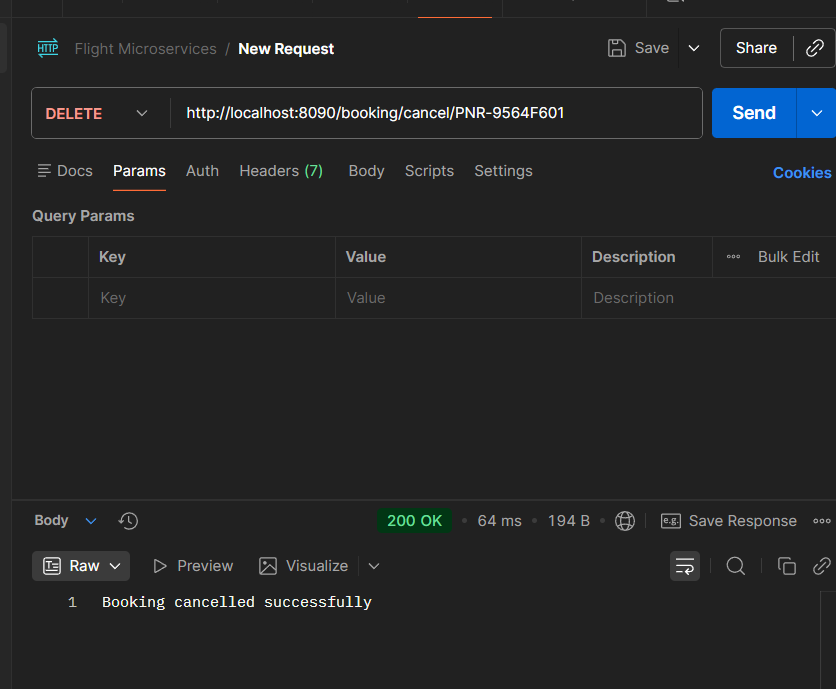 HTTP Flight Microservices / New Request Save Share
DELETE http://localhost:8090/booking/cancel/PNR-9564F601 Send
Docs Params Auth Headers (7) Body Scripts Settings Cookies
Query Params
Key Value Description Bulk Edit
Key Value Description
Body 200 OK • 64 ms • 194 B • e.g. Save Response
Raw Preview Visualize
1 Booking cancelled successfully